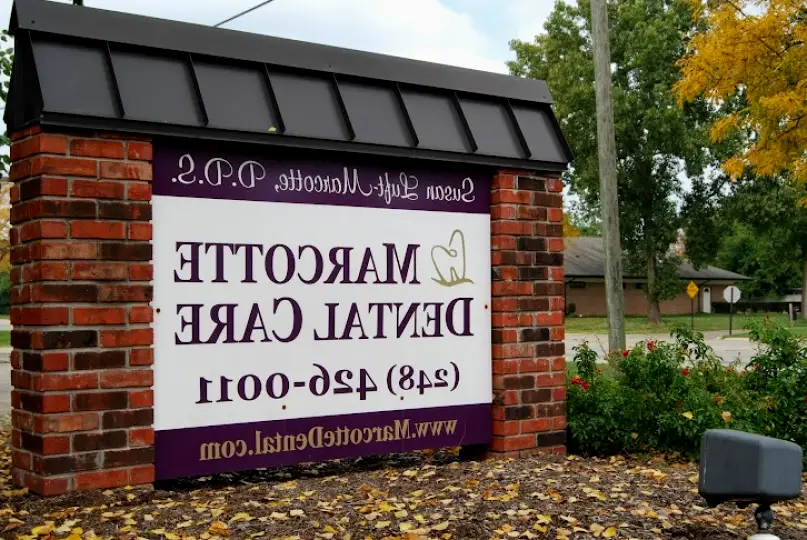 Susan Luft-Marcotte, D.D.S.
MARCOTTE
DENTAL CARE
(248) 426-0011
www.MarcotteDental.com